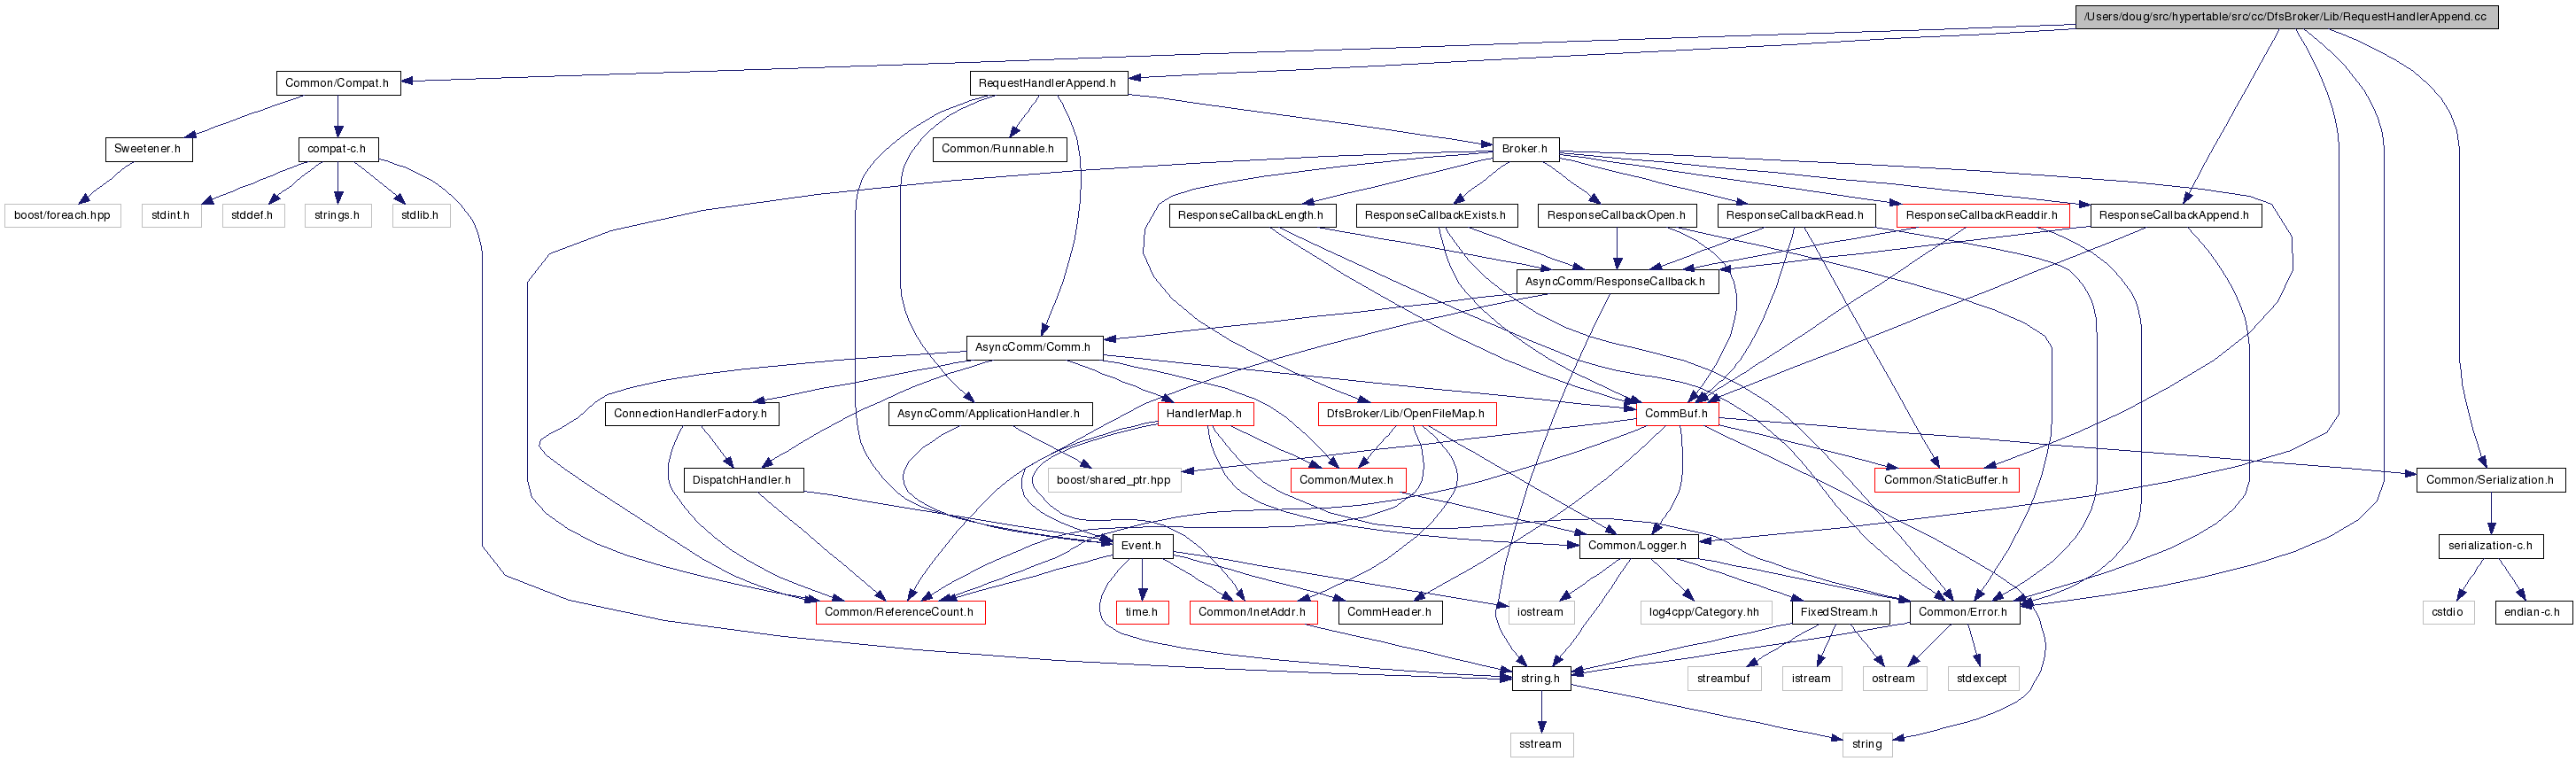 /Users/doug/src/hypertable/src/cc/DfsBroker/Lib/RequestHandlerAppend.cc
Common/Compat.h
RequestHandlerAppend.h
Sweetener.h
compat-c.h
Common/Runnable.h
Broker.h
boost/foreach.hpp
stdint.h
stddef.h
strings.h
stdlib.h
ResponseCallbackLength.h
ResponseCallbackExists.h
ResponseCallbackOpen.h
ResponseCallbackRead.h
ResponseCallbackReaddir.h
ResponseCallbackAppend.h
AsyncComm/ResponseCallback.h
AsyncComm/Comm.h
ConnectionHandlerFactory.h
AsyncComm/ApplicationHandler.h
HandlerMap.h
DfsBroker/Lib/OpenFileMap.h
CommBuf.h
DispatchHandler.h
boost/shared_ptr.hpp
Common/Mutex.h
Common/StaticBuffer.h
Common/Serialization.h
Event.h
Common/Logger.h
serialization-c.h
Common/ReferenceCount.h
time.h
Common/InetAddr.h
CommHeader.h
iostream
log4cpp/Category.hh
FixedStream.h
Common/Error.h
cstdio
endian-c.h
string.h
streambuf
istream
ostream
stdexcept
sstream
string